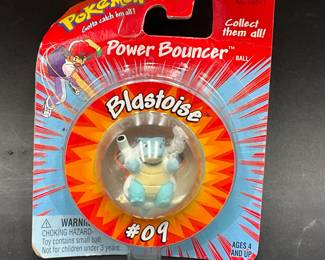 Pokémon
Gotta catch 'em all!
Collect
them all!
Power Bouncer™
BALL
Blastoise
#09
WARNING
CHOKING HAZARD
Toy contains small ball.
Not for children under 3 years.
AGES 4
AND UP